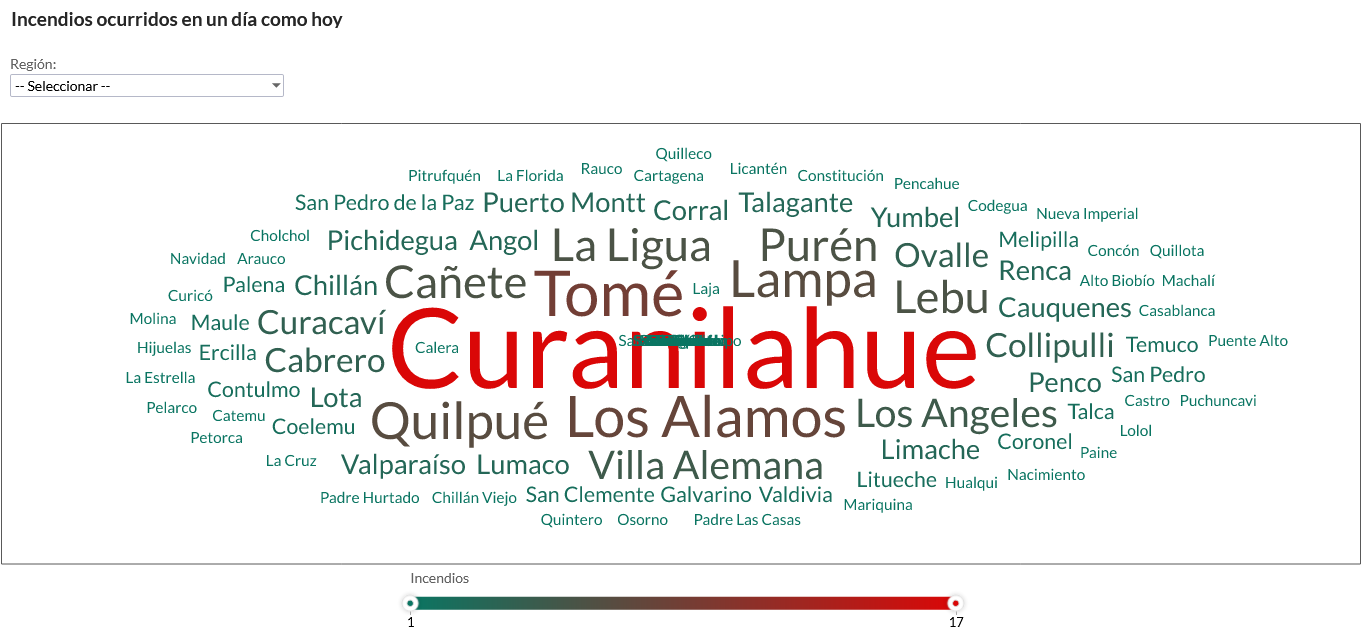 Incendios ocurridos en un día como hoy
Región:
-- Seleccionar --
Quilleco
Pitrufquén La Florida Rauco Cartagena Licantén Constitución Pencahue
San Pedro de la Paz Puerto Montt Corral Talagante Yumbel Codegua Nueva Imperial
Cholchol Pichidegua Angol La Ligua Purén Ovalle Melipilla Concón Quillota
Navidad Arauco
Palena Chillán Cañete Tomé Laja Lampa Lebu Renca Alto Biobío Machalí
Curicó
Molina Maule Curacaví Curanilahue Cauquenes Casablanca
Hijuelas Ercilla Cabrero Calera Collipulli Temuco Puente Alto
La Estrella Contulmo Lota Penco San Pedro
Pelarco Catemu Coelemu Quilpué Los Alamos Los Angeles Talca Castro Puchuncavi
Petorca Lolol
La Cruz Valparaíso Lumaco Villa Alemana Limache Coronel Paine
Padre Hurtado Chillán Viejo San Clemente Galvarino Valdivia Litueche Hualqui Nacimiento
Mariquina
Quintero Osorno Padre Las Casas
Incendios
1 17